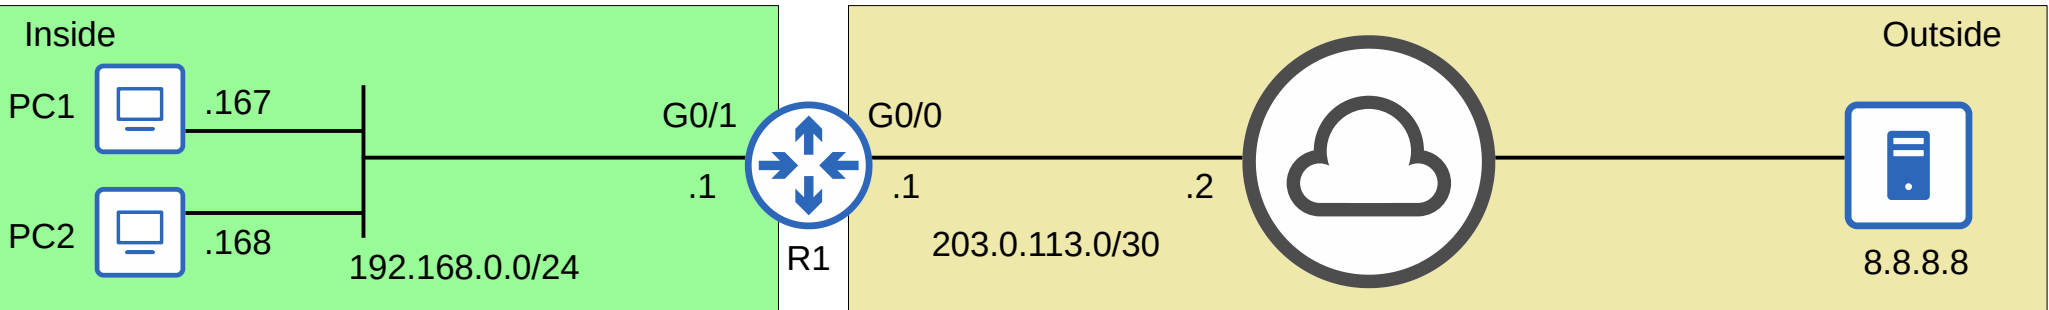 Inside
Outside
PC1
.167
G0/1
G0/0
.1
.1
.2
PC2
.168
192.168.0.0/24
R1
203.0.113.0/30
8.8.8.8